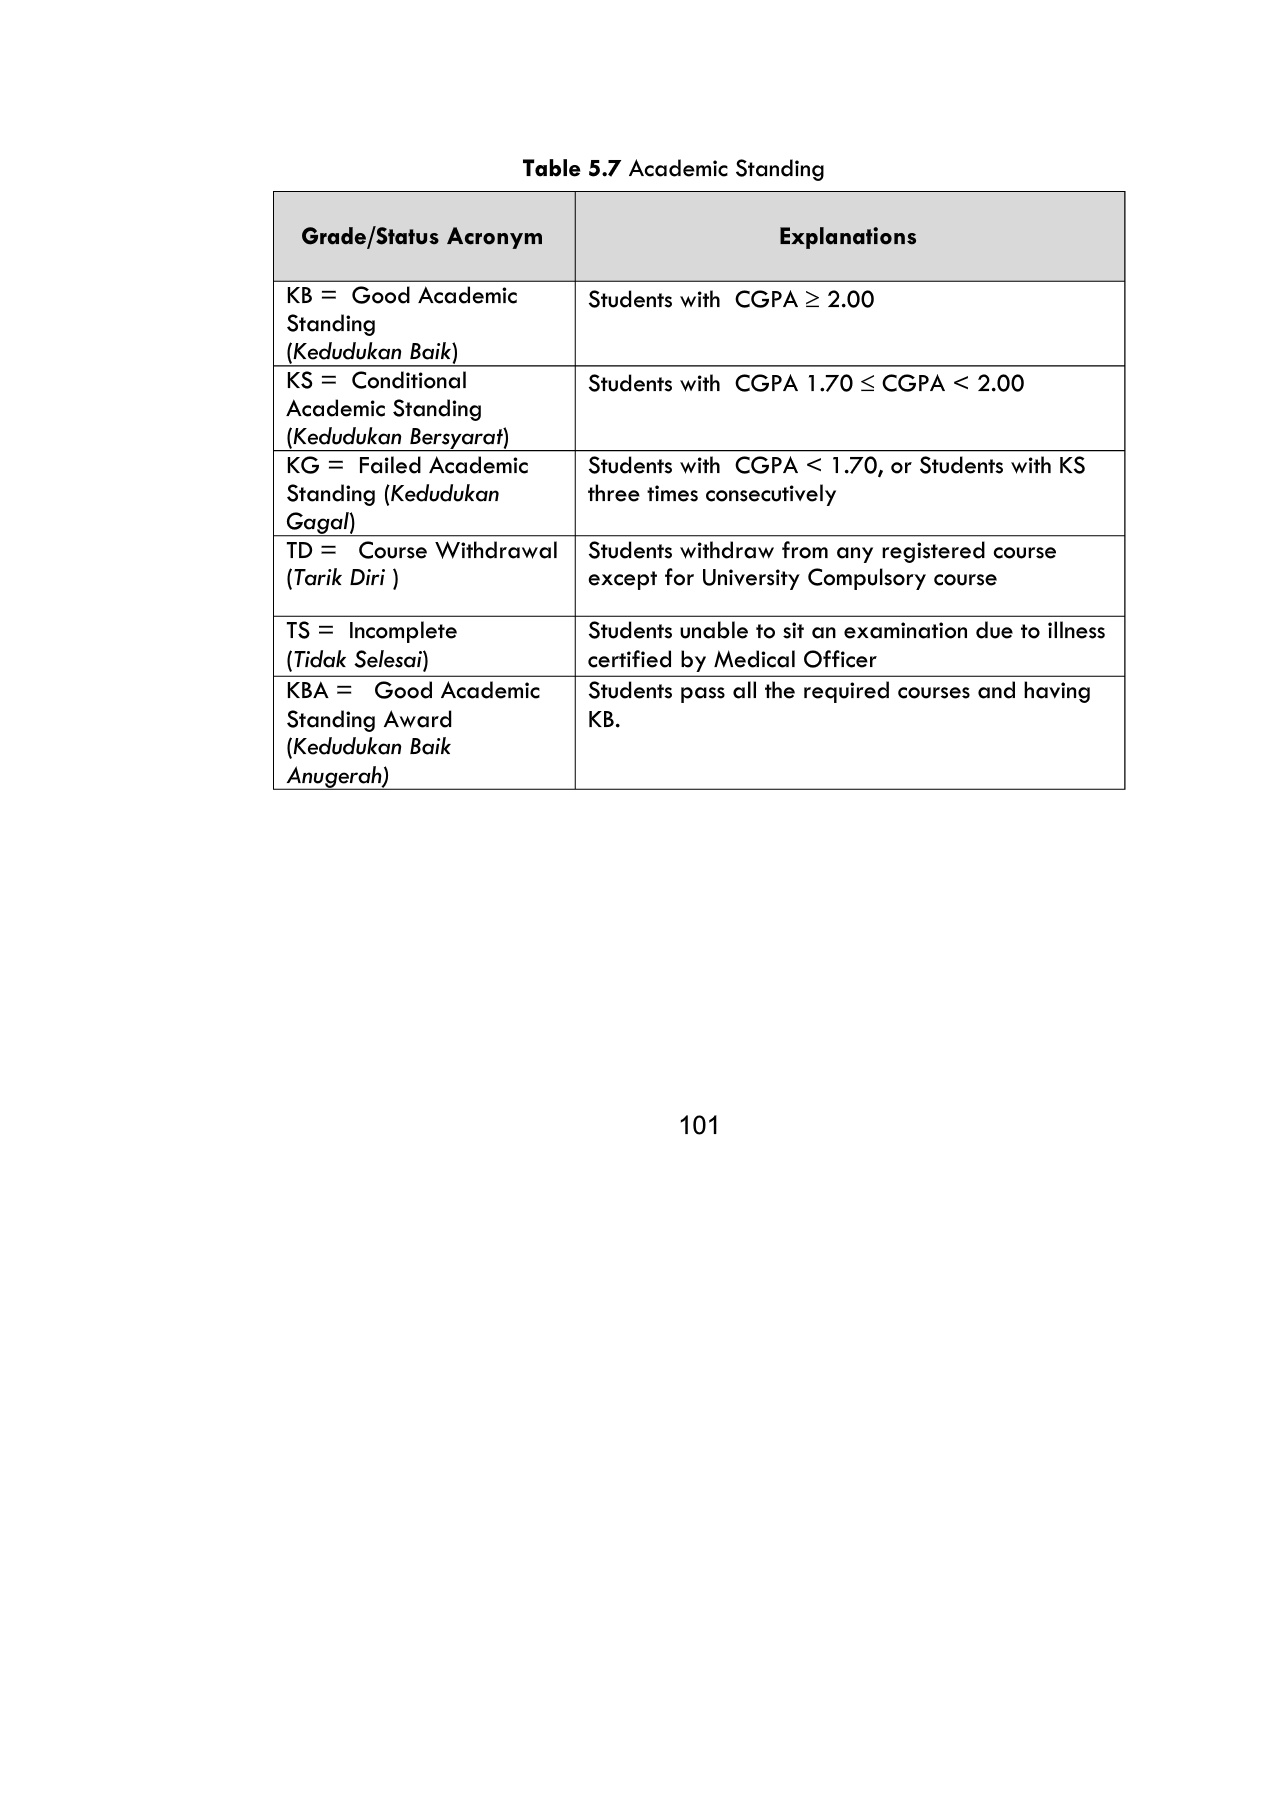 Table 5.7 Academic Standing
Grade/Status Acronym
Explanations
KB = Good Academic
Standing
(Kedudukan Baik)
Students with CGPA ≥ 2.00
KS = Conditional
Academic Standing
(Kedudukan Bersyarat)
Students with CGPA 1.70 ≤ CGPA < 2.00
KG = Failed Academic
Standing (Kedudukan
Gagal)
Students with CGPA < 1.70, or Students with KS
three times consecutively
TD = Course Withdrawal
(Tarik Diri )
Students withdraw from any registered course
except for University Compulsory course
TS = Incomplete
(Tidak Selesai)
Students unable to sit an examination due to illness
certified by Medical Officer
KBA = Good Academic
Standing Award
(Kedudukan Baik
Anugerah)
Students pass all the required courses and having
KB.
101